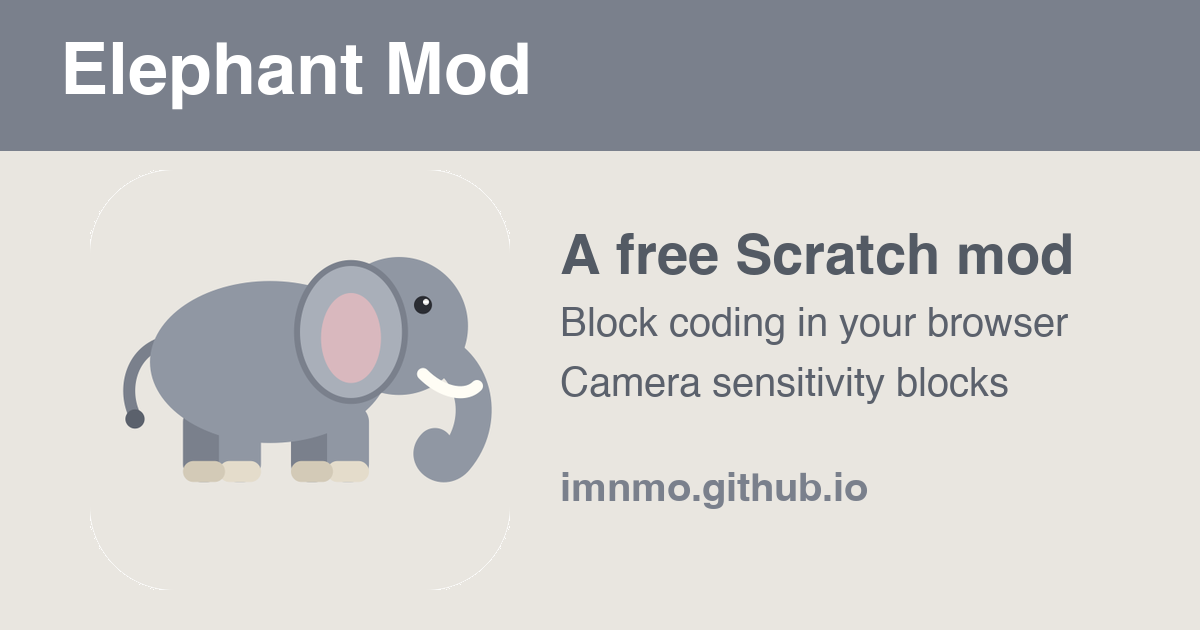 Elephant Mod
A free Scratch mod
Block coding in your browser
Camera sensitivity blocks
imnmo.github.io